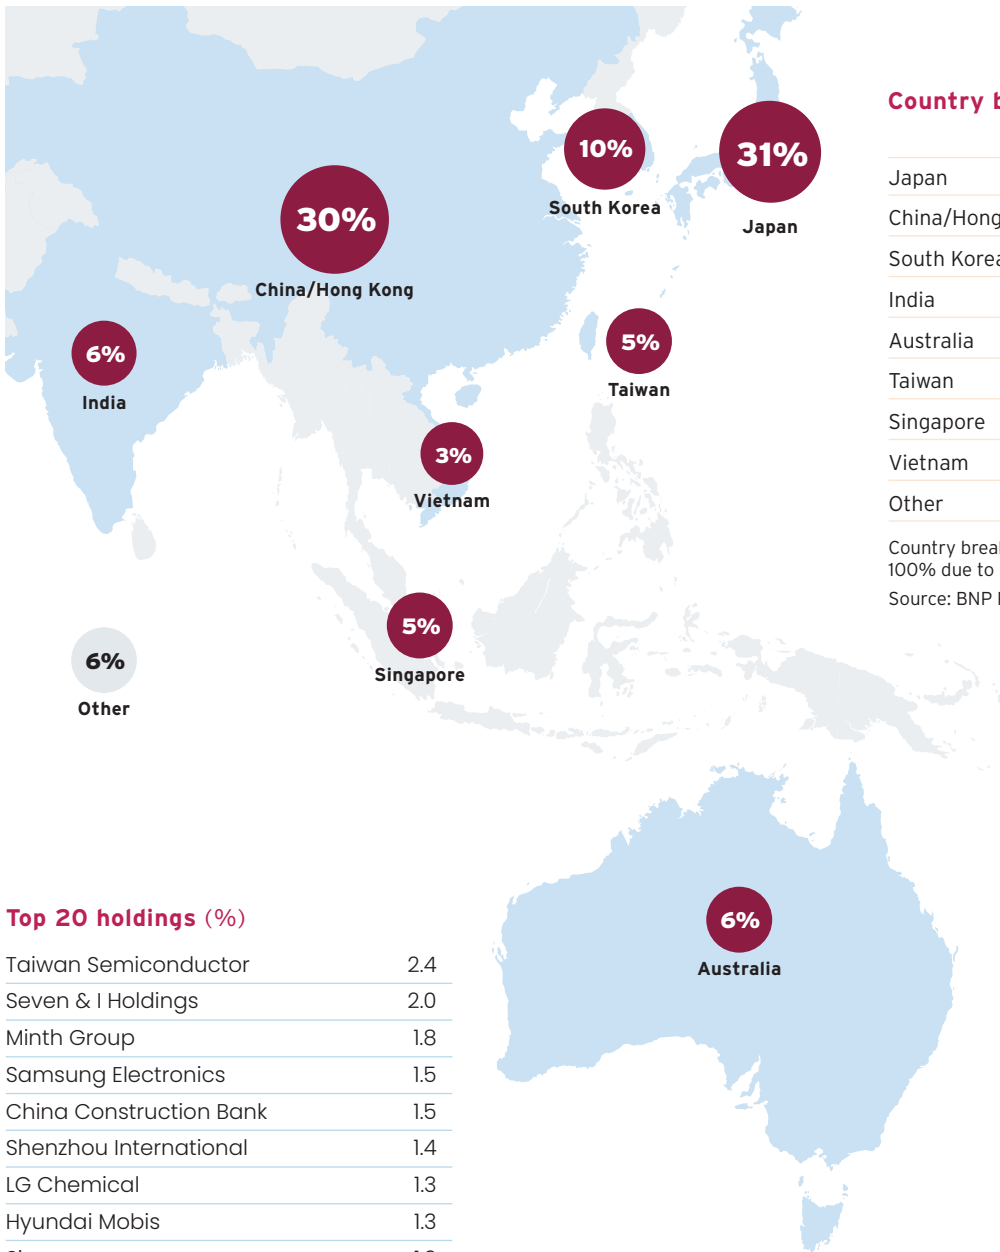 10%
South Korea
31%
Japan
30%
China/Hong Kong
6%
India
5%
Taiwan
3%
Vietnam
5%
Singapore
6%
Other
6%
Australia
Country
Japan
China/Hong
South Korea
India
Australia
Taiwan
Singapore
Vietnam
Other
Country
100% due to
Source: BNP
Top 20 holdings (%)
Taiwan Semiconductor 2.4
Seven & I Holdings 2.0
Minth Group 1.8
Samsung Electronics 1.5
China Construction Bank 1.5
Shenzhou International 1.4
LG Chemical 1.3
Hyundai Mobis 1.3